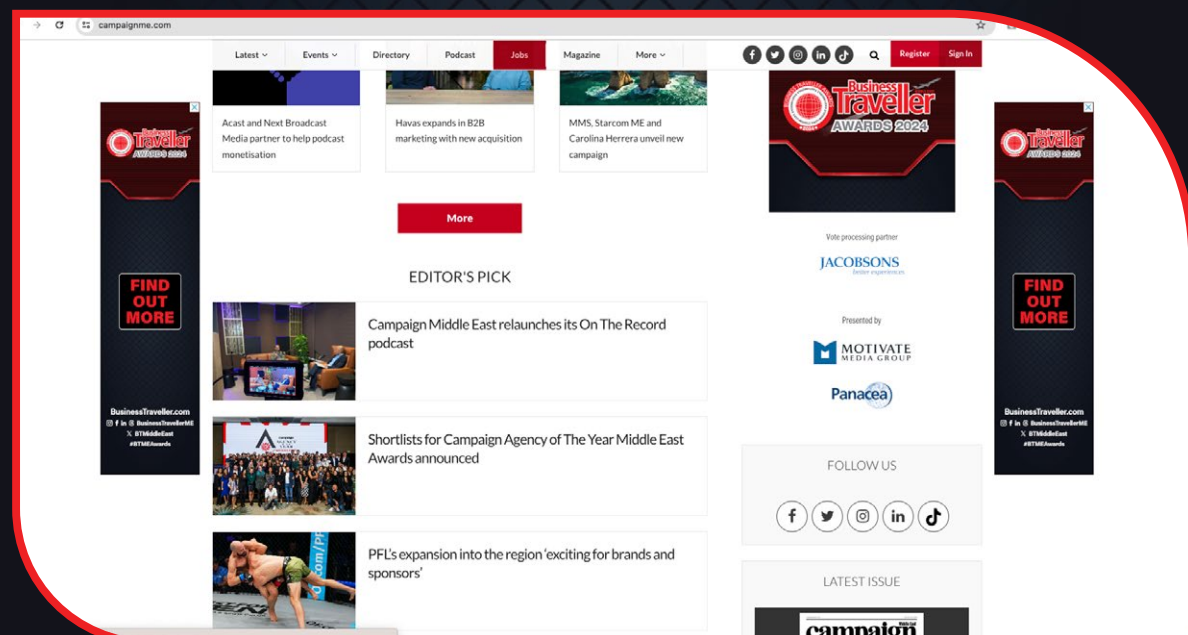 campaignme.com
Latest
Events
Directory
Podcast
Jobs
Magazine
More
Register
Sign In
Acast and Next Broadcast
Media partner to help podcast
monetisation
Havas expands in B2B
marketing with new acquisition
MMS, Starcom ME and
Carolina Herrera unveil new
campaign
More
EDITOR'S PICK
Campaign Middle East relaunches its On The Record
podcast
Shortlists for Campaign Agency of The Year Middle East
Awards announced
PFL's expansion into the region 'exciting for brands and
sponsors'
Business
Traveller
AWARDS 2024
Vote processing partner
JACOBSONS
better experiences
Presented by
MOTIVATE
MEDIA GROUP
Panacea
FOLLOW US
LATEST ISSUE
campaign
Business
Traveller
AWARDS 2024
FIND
OUT
MORE
BusinessTraveller.com
BusinessTravellerME
X BTMiddleEast
#BTMEAwards
Business
Traveller
AWARDS 2024
FIND
OUT
MORE
BusinessTraveller.com
BusinessTravellerME
X BTMiddleEast
#BTMEAwards